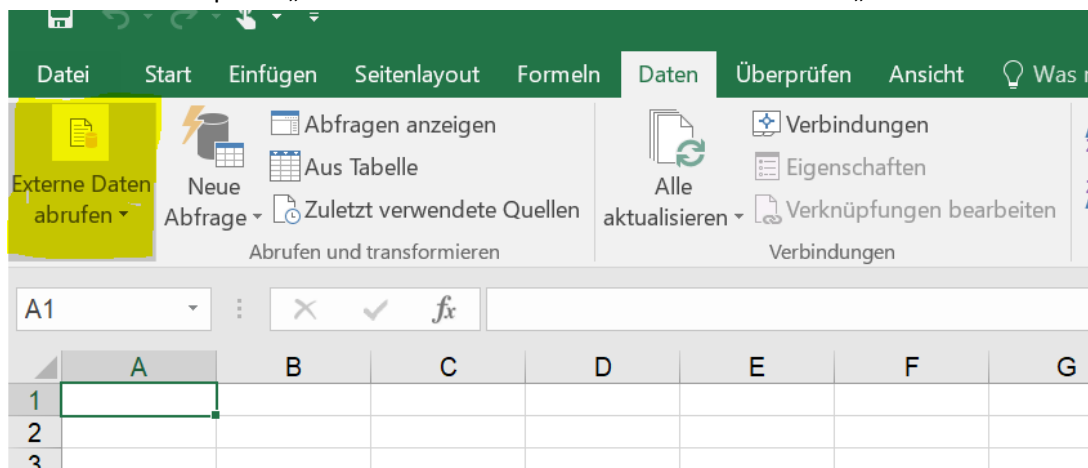 Datei Start Einfügen Seitenlayout Formeln Daten Überprüfen Ansicht Was
Externe Daten abrufen
Neue Abfrage
Abfragen anzeigen
Aus Tabelle
Zuletzt verwendete Quellen
Abrufen und transformieren
Alle aktualisieren
Verbindungen
Eigenschaften
Verknüpfungen bearbeiten
Verbindungen
A1 fx
A B C D E F G
1
2
3